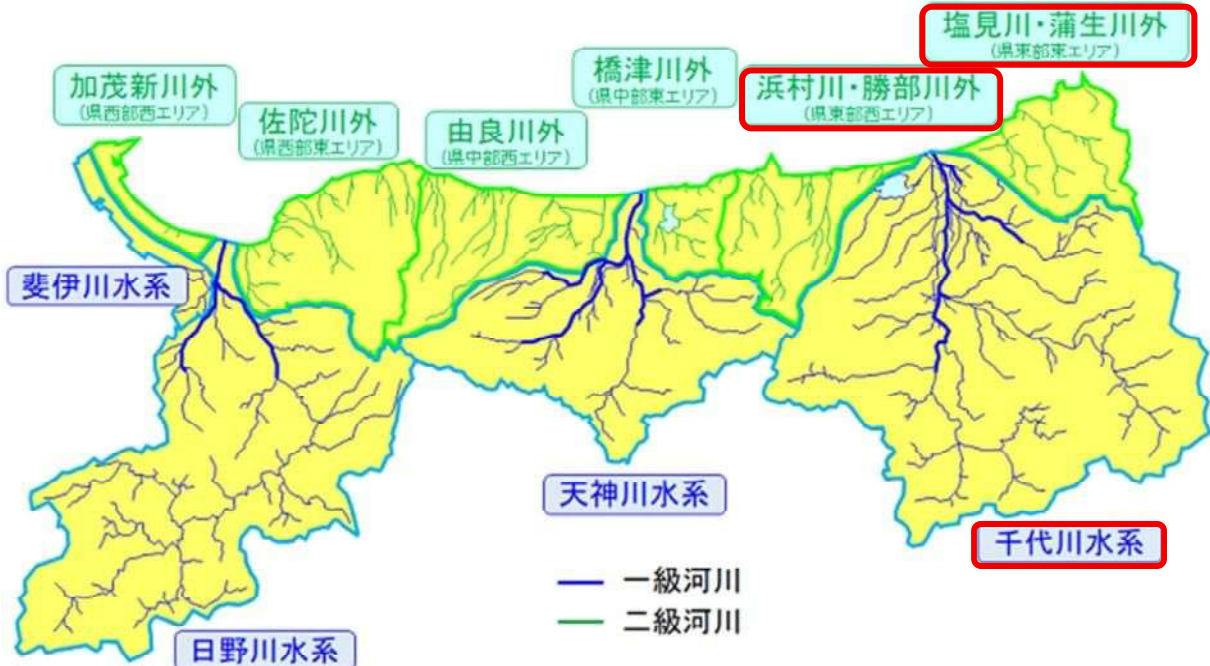 塩見川・蒲生川外
(県東部東エリア)
橋津川外
(県中部東エリア)
加茂新川外
(県西部西エリア)
浜村川・勝部川外
(県東部西エリア)
佐陀川外
(県西部東エリア)
由良川外
(県中部西エリア)
斐伊川水系
天神川水系
千代川水系
一級河川
二級河川
日野川水系